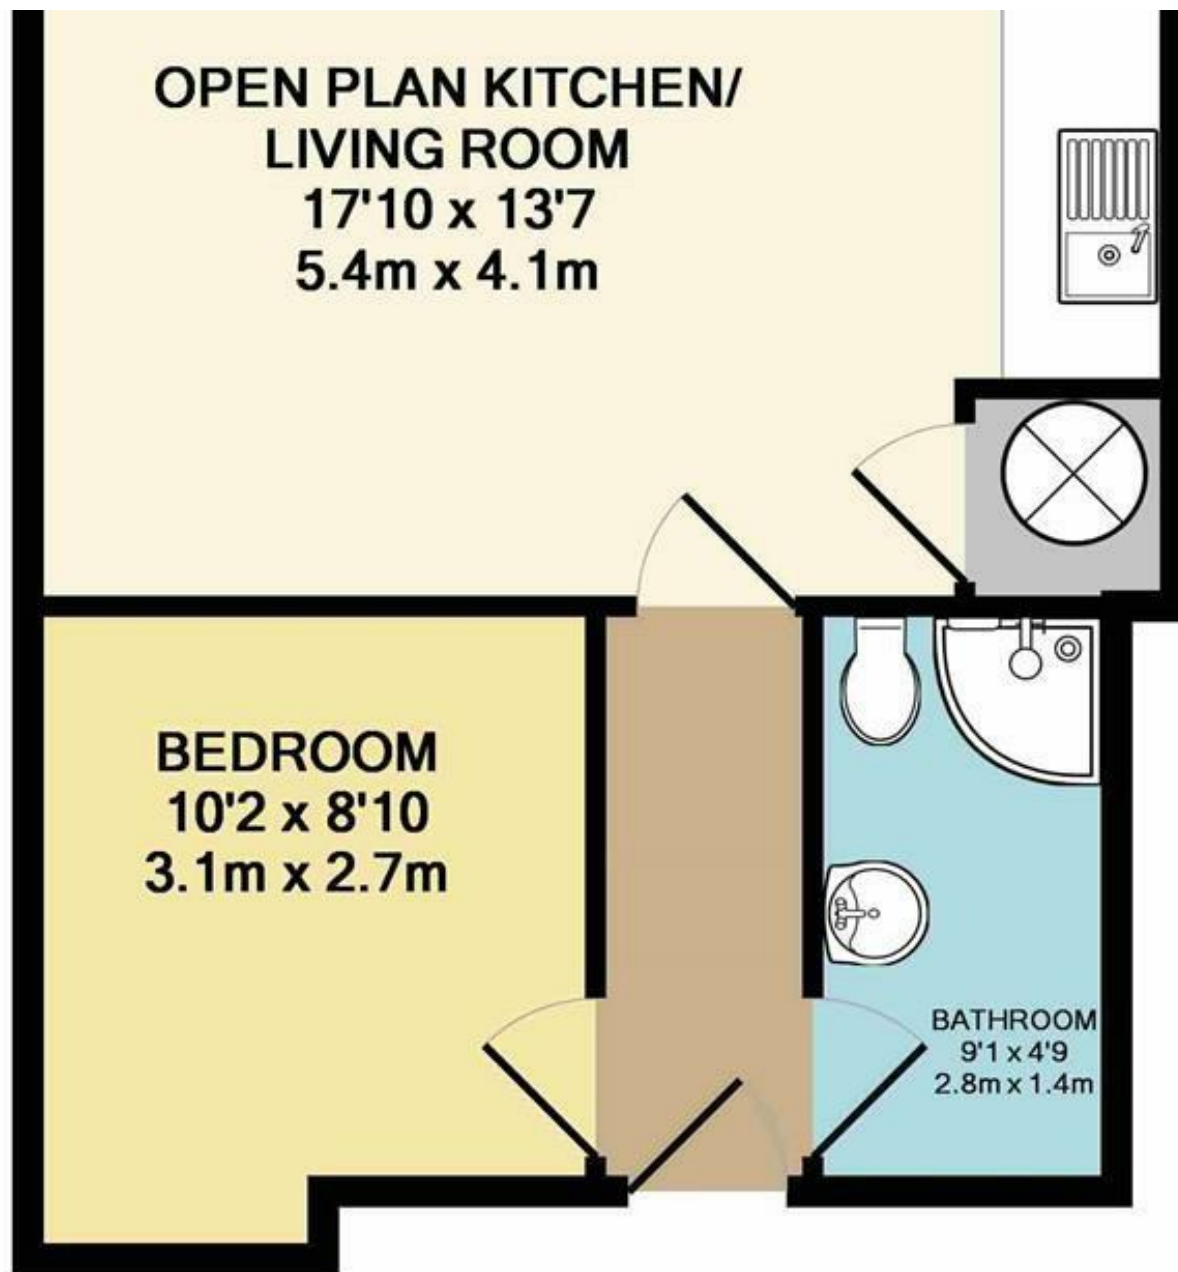 OPEN PLAN KITCHEN/
LIVING ROOM
17'10 x 13'7
5.4m x 4.1m
BEDROOM
10'2 x 8'10
3.1m x 2.7m
BATHROOM
9'1 x 4'9
2.8m x 1.4m